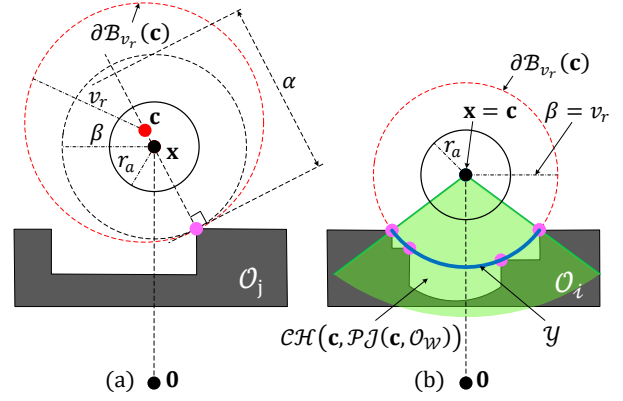 ∂ℬ_{v_r}(𝐜)
α
v_r
𝐜
β
𝐱
r_a
𝒪_j
(a)
𝟎
∂ℬ_{v_r}(𝐜)
𝐱 = 𝐜
β = v_r
r_a
𝒪_i
𝒞ℋ(𝐜, 𝒫𝒥(𝐜, 𝒪_𝒲))
𝒴
(b)
𝟎